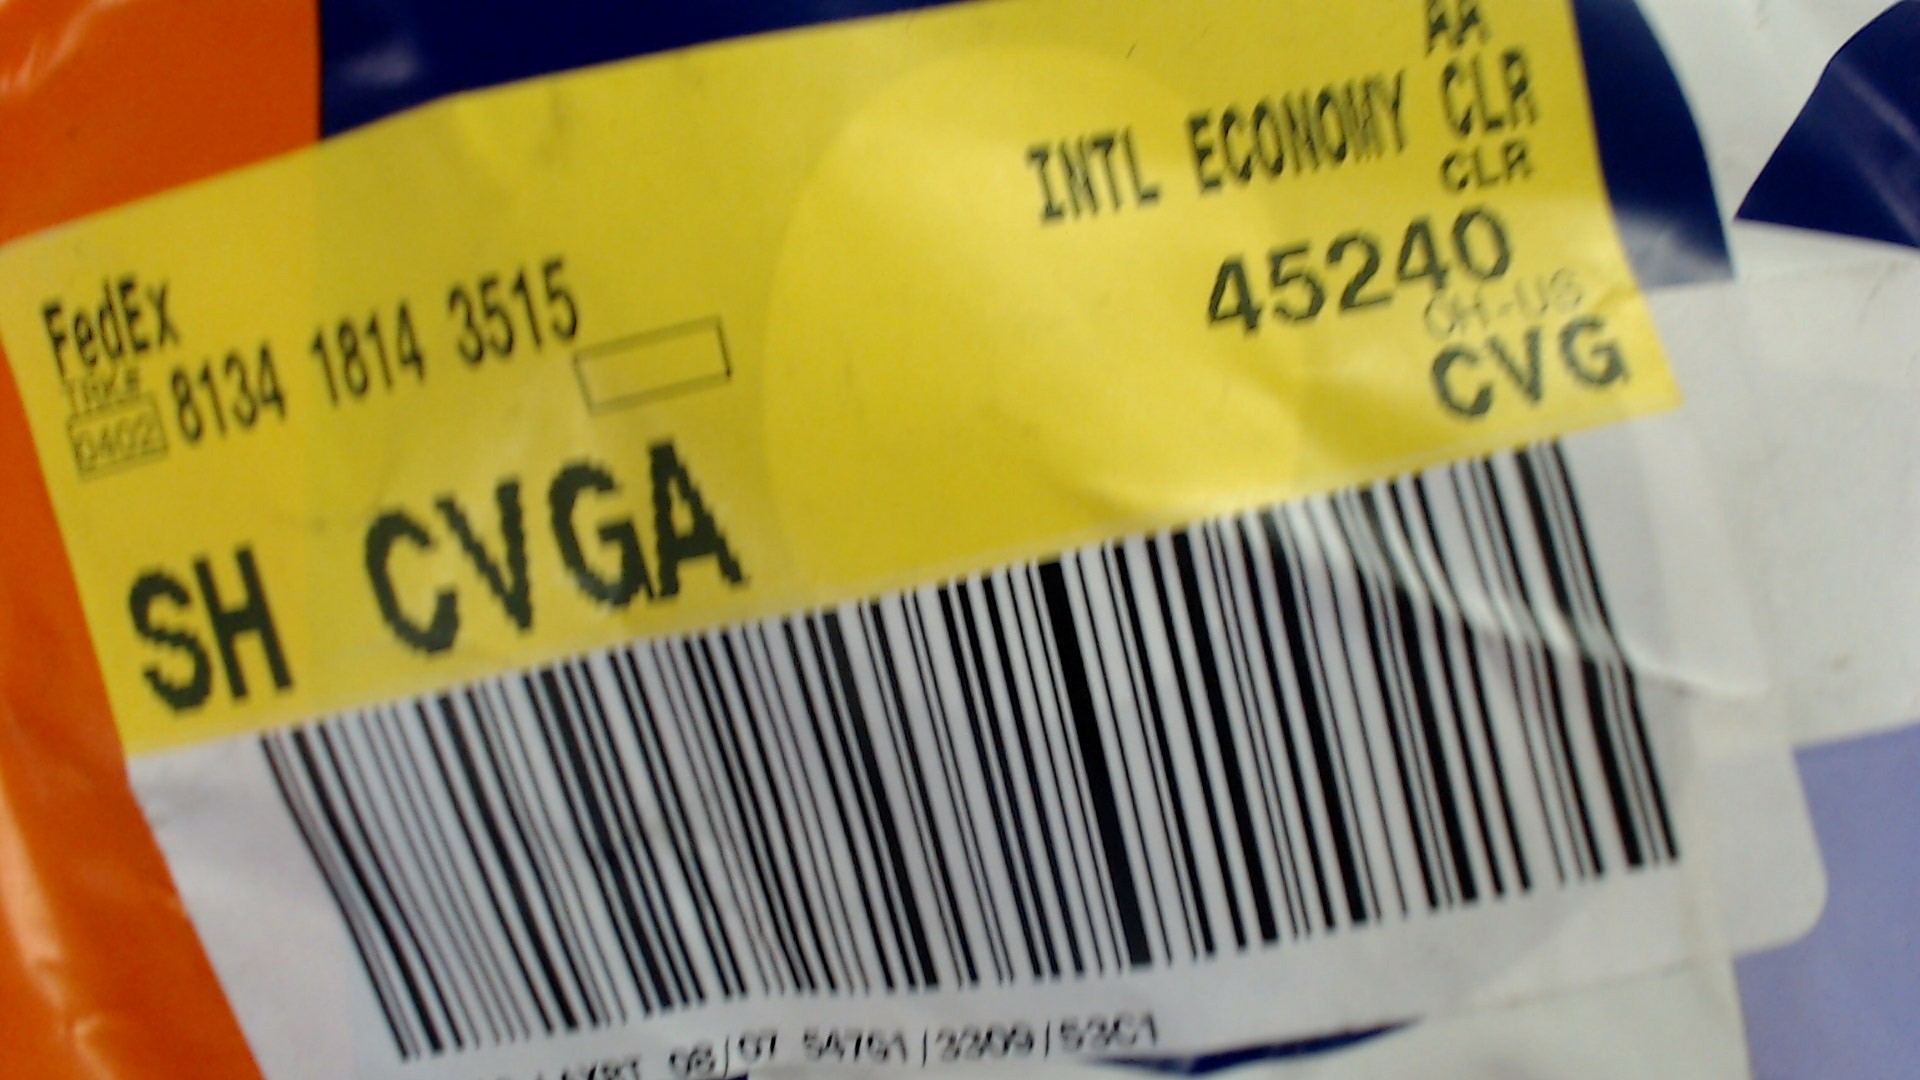 AA
INTL ECONOMY CLR
CLR
FedEx
TRK#
0402
8134 1814 3515
45240
OH-US
CVG
SH CVGA